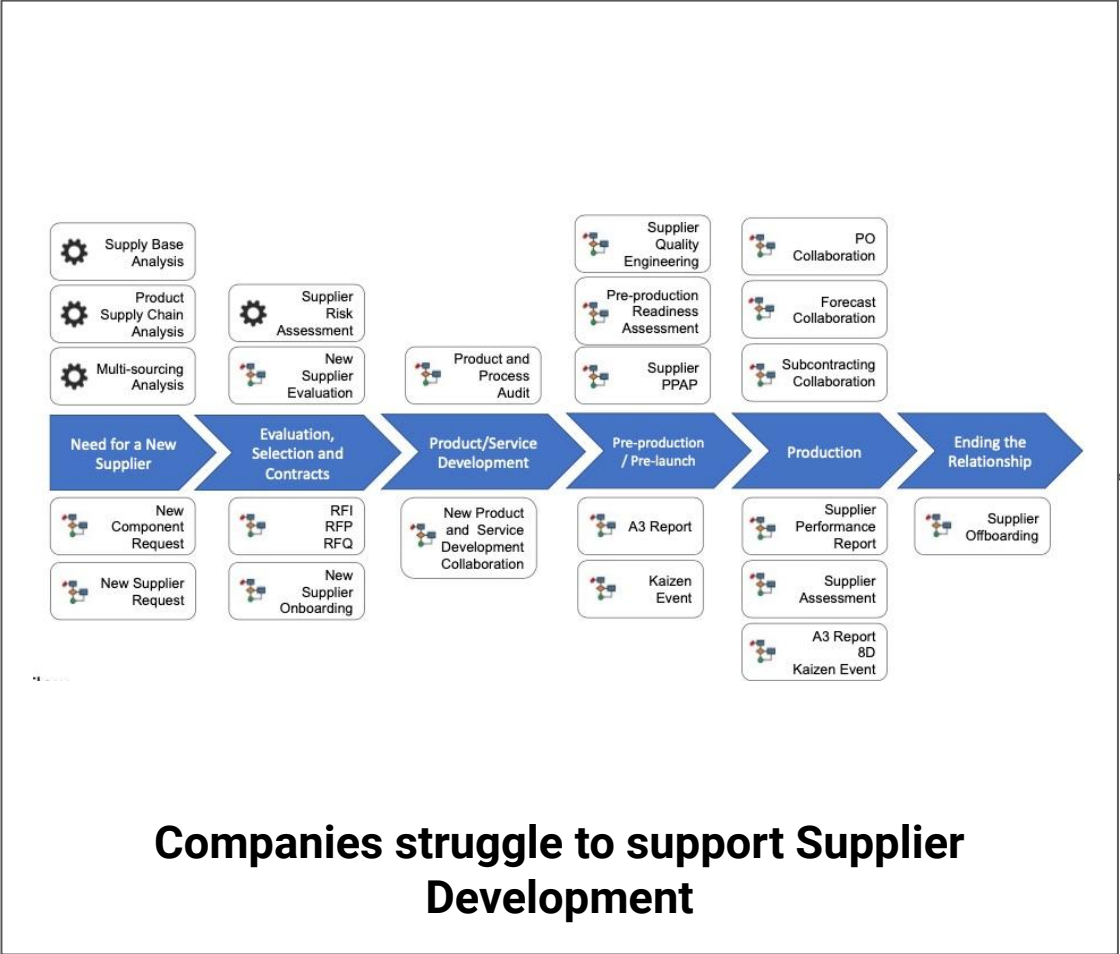 Supply Base
Analysis
Product
Supply Chain
Analysis
Multi-sourcing
Analysis
Supplier
Risk
Assessment
New
Supplier
Evaluation
Product and
Process
Audit
Supplier
Quality
Engineering
Pre-production
Readiness
Assessment
Supplier
PPAP
PO
Collaboration
Forecast
Collaboration
Subcontracting
Collaboration
Need for a New
Supplier
Evaluation,
Selection and
Contracts
Product/Service
Development
Pre-production
/ Pre-launch
Production
Ending the
Relationship
New
Component
Request
New Supplier
Request
RFI
RFP
RFQ
New
Supplier
Onboarding
New Product
and Service
Development
Collaboration
A3 Report
Kaizen
Event
Supplier
Performance
Report
Supplier
Assessment
A3 Report
8D
Kaizen Event
Supplier
Offboarding
Companies struggle to support Supplier
Development